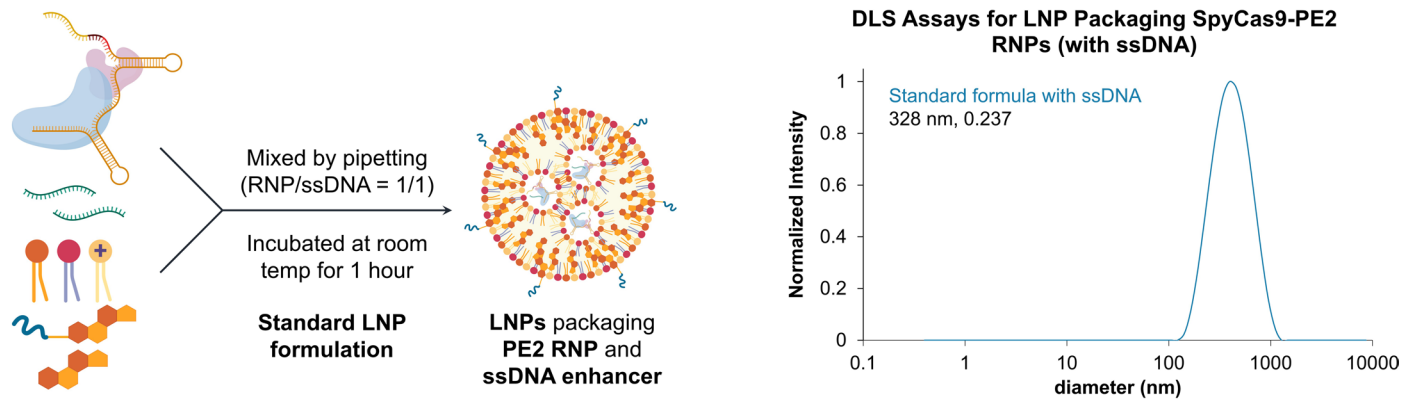 Mixed by pipetting
(RNP/ssDNA = 1/1)
Incubated at room
temp for 1 hour
Standard LNP
formulation
+
LNPs packaging
PE2 RNP and
ssDNA enhancer
DLS Assays for LNP Packaging SpyCas9-PE2
RNPs (with ssDNA)
Standard formula with ssDNA
328 nm, 0.237
Normalized Intensity
1
0.8
0.6
0.4
0.2
0
0.1 1 10 100 1000 10000
diameter (nm)